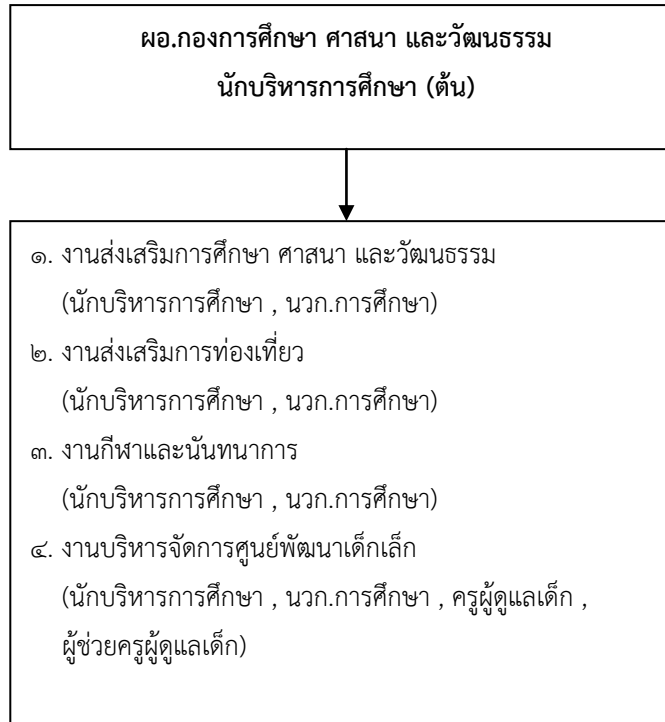 ผอ.กองการศึกษา ศาสนา และวัฒนธรรม
นักบริหารการศึกษา (ต้น)
๑. งานส่งเสริมการศึกษา ศาสนา และวัฒนธรรม
(นักบริหารการศึกษา , นวก.การศึกษา)
๒. งานส่งเสริมการท่องเที่ยว
(นักบริหารการศึกษา , นวก.การศึกษา)
๓. งานกีฬาและนันทนาการ
(นักบริหารการศึกษา , นวก.การศึกษา)
๔. งานบริหารจัดการศูนย์พัฒนาเด็กเล็ก
(นักบริหารการศึกษา , นวก.การศึกษา , ครูผู้ดูแลเด็ก ,
ผู้ช่วยครูผู้ดูแลเด็ก)